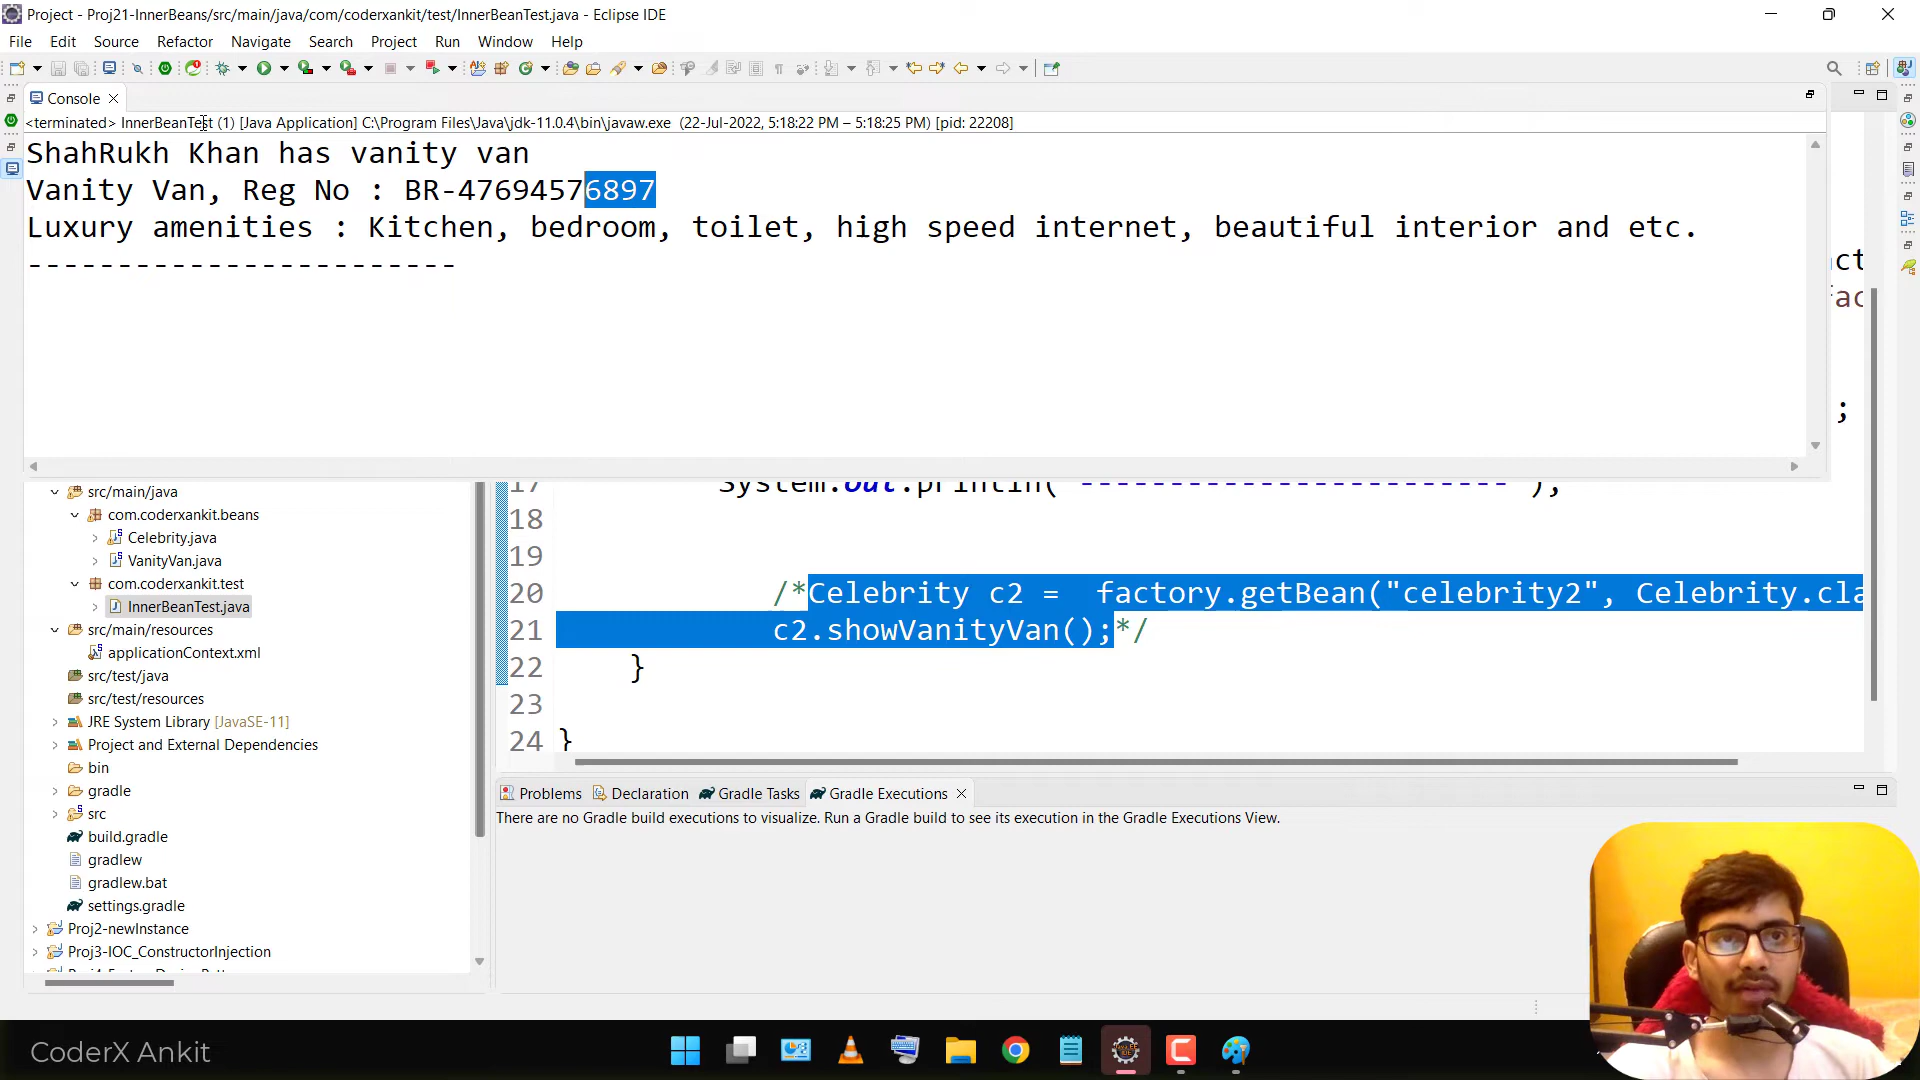 Project - Proj21-InnerBeans/src/main/java/com/coderxankit/test/InnerBeanTest.java - Eclipse IDE
File Edit Source Refactor Navigate Search Project Run Window Help
Console
<terminated> InnerBeanTest (1) [Java Application] C:\Program Files\Java\jdk-11.0.4\bin\javaw.exe (22-Jul-2022, 5:18:22 PM – 5:18:25 PM) [pid: 22208]
ShahRukh Khan has vanity van
Vanity Van, Reg No : BR-47694576897
Luxury amenities : Kitchen, bedroom, toilet, high speed internet, beautiful interior and etc.
------------------------
;
src/main/java
com.coderxankit.beans
Celebrity.java
VanityVan.java
com.coderxankit.test
InnerBeanTest.java
src/main/resources
applicationContext.xml
src/test/java
src/test/resources
JRE System Library [JavaSE-11]
Project and External Dependencies
bin
gradle
src
build.gradle
gradlew
gradlew.bat
settings.gradle
Proj2-newInstance
Proj3-IOC_ConstructorInjection
17 System.out.println("------------------------");
18
19
20 /*Celebrity c2 = factory.getBean("celebrity2", Celebrity.cla
21 c2.showVanityVan();*/
22 }
23
24 }
Problems Declaration Gradle Tasks Gradle Executions
There are no Gradle build executions to visualize. Run a Gradle build to see its execution in the Gradle Executions View.
CoderX Ankit